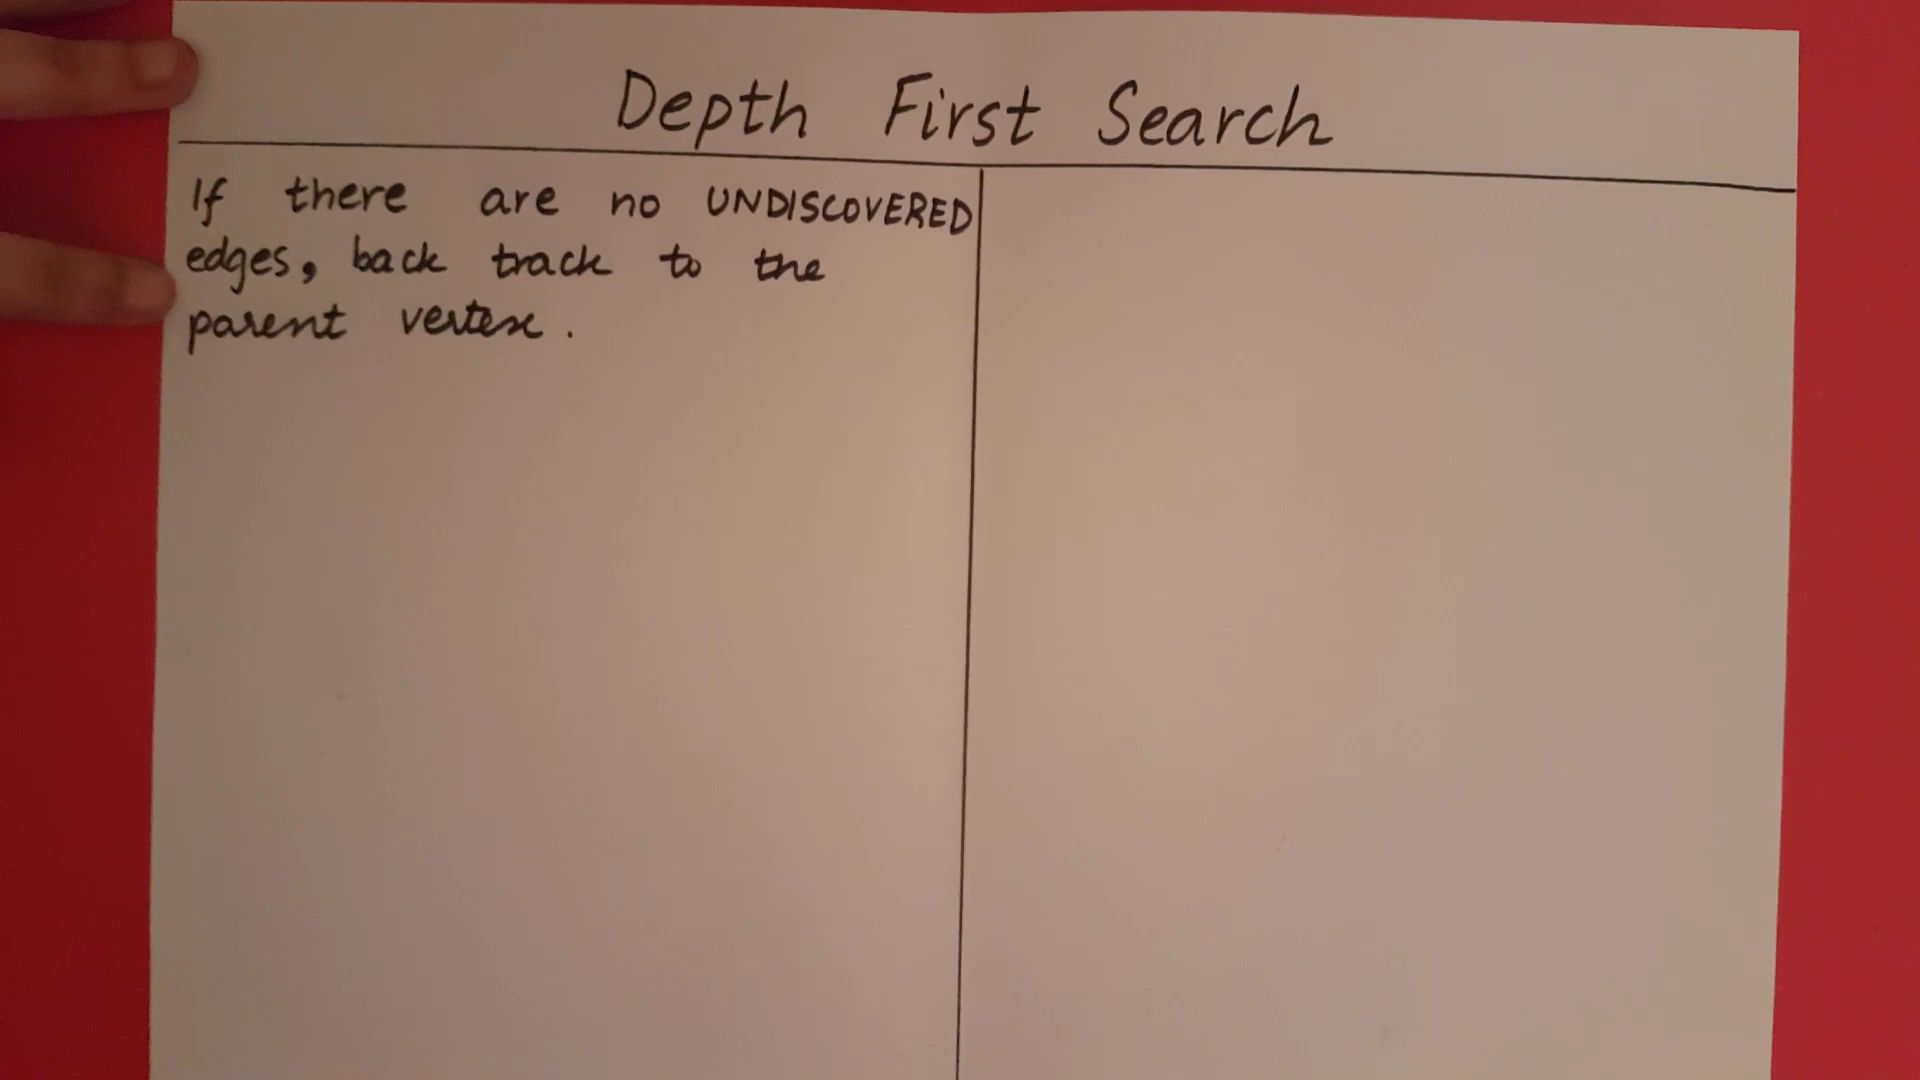 Depth First Search
If there are no UNDISCOVERED
edges, back track to the
parent vertex.